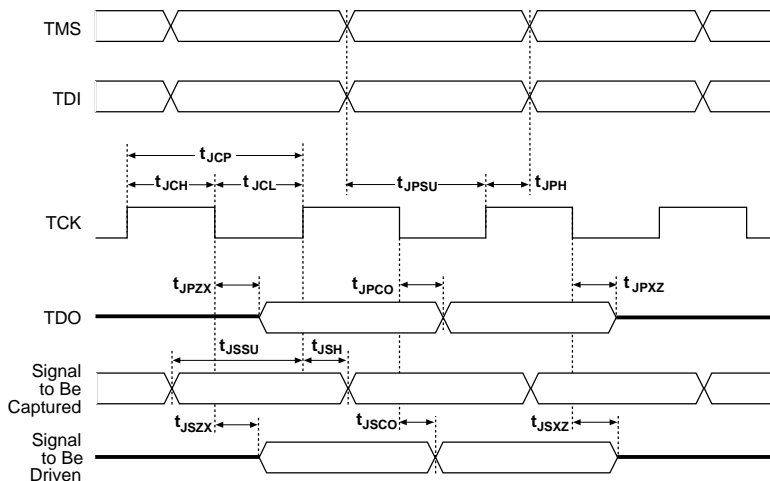 TMS
TDI
tJCP
tJCH
tJCL
tJPSU
tJPH
TCK
tJPZX
tJPCO
tJPXZ
TDO
tJSSU
tJSH
Signal
to Be
Captured
tJSZX
tJSCO
tJSXZ
Signal
to Be
Driven